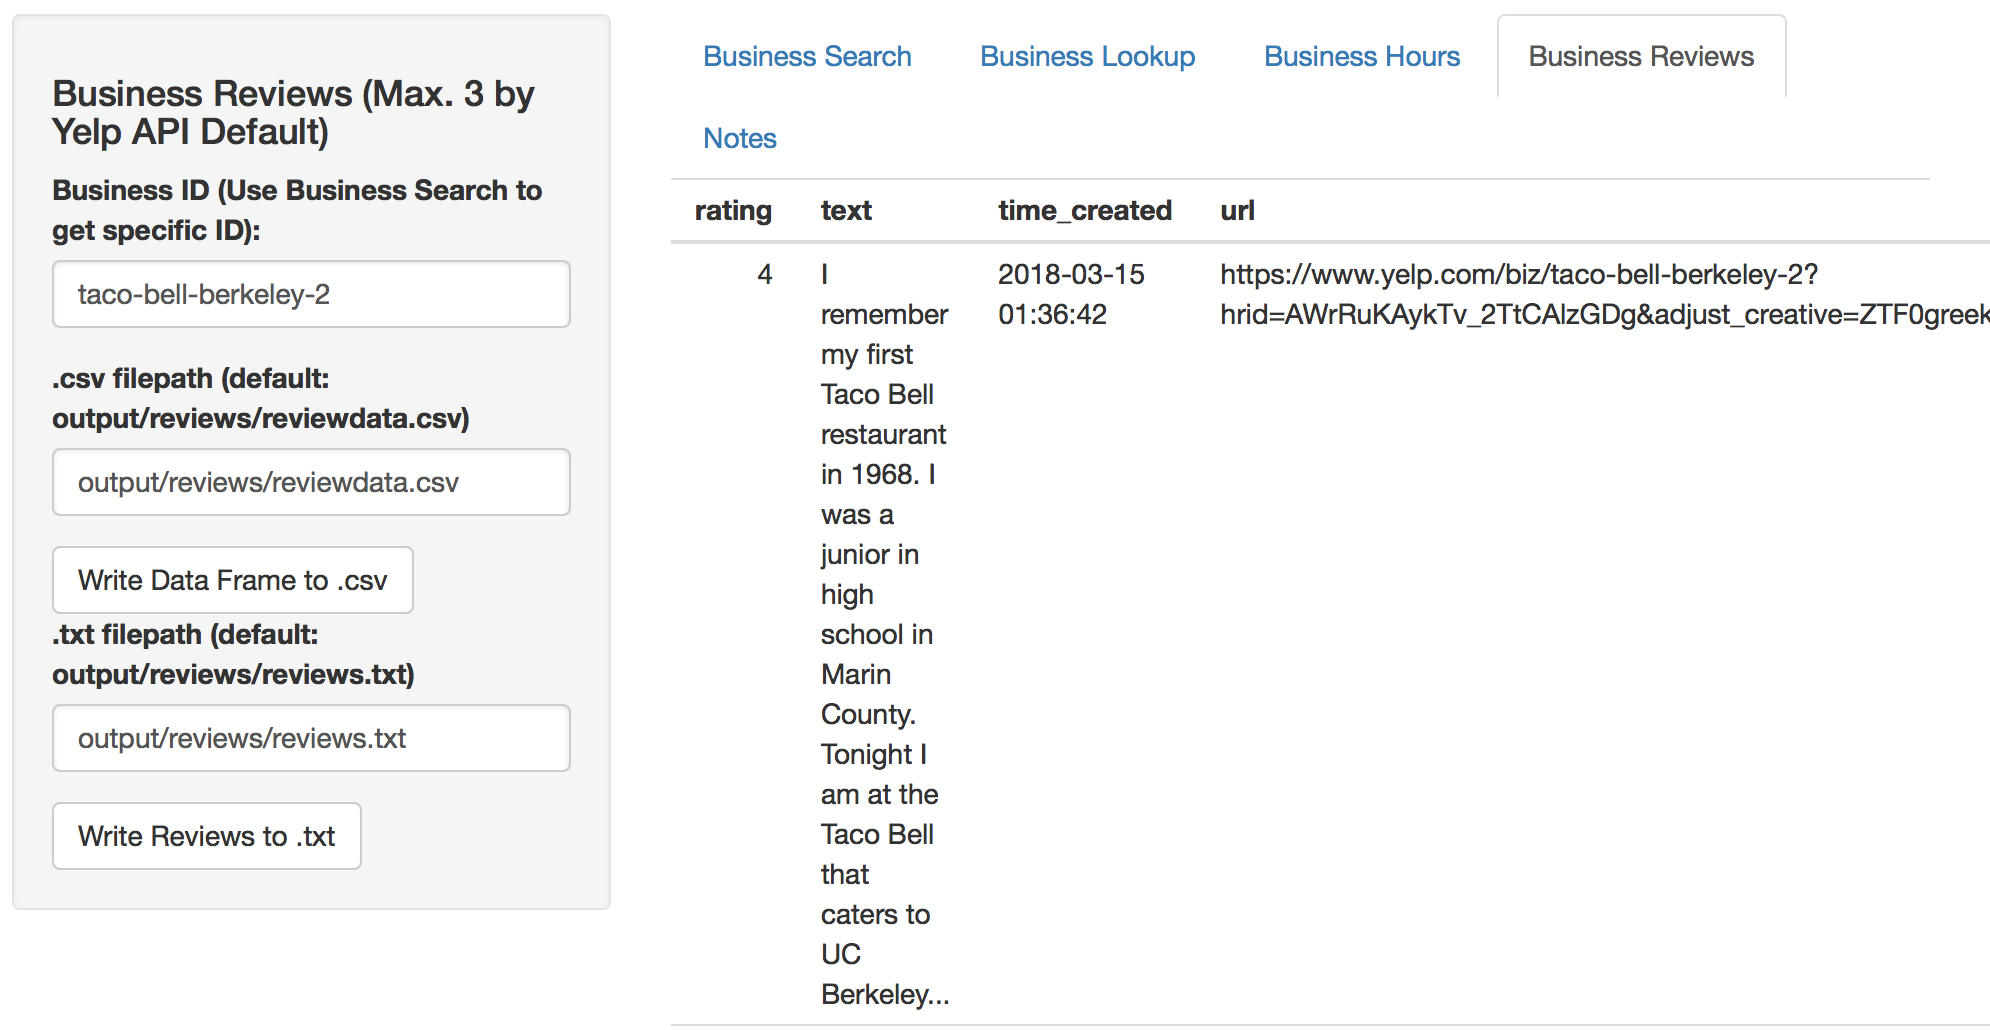 Business Reviews (Max. 3 by
Yelp API Default)
Business ID (Use Business Search to
get specific ID):
taco-bell-berkeley-2
.csv filepath (default:
output/reviews/reviewdata.csv)
output/reviews/reviewdata.csv
Write Data Frame to .csv
.txt filepath (default:
output/reviews/reviews.txt)
output/reviews/reviews.txt
Write Reviews to .txt
Business Search Business Lookup Business Hours Business Reviews
Notes
rating text time_created url
4 I 2018-03-15 https://www.yelp.com/biz/taco-bell-berkeley-2?
remember 01:36:42 hrid=AWrRuKAykTv_2TtCAlzGDg&adjust_creative=ZTF0greek
my first
Taco Bell
restaurant
in 1968. I
was a
junior in
high
school in
Marin
County.
Tonight I
am at the
Taco Bell
that
caters to
UC
Berkeley...